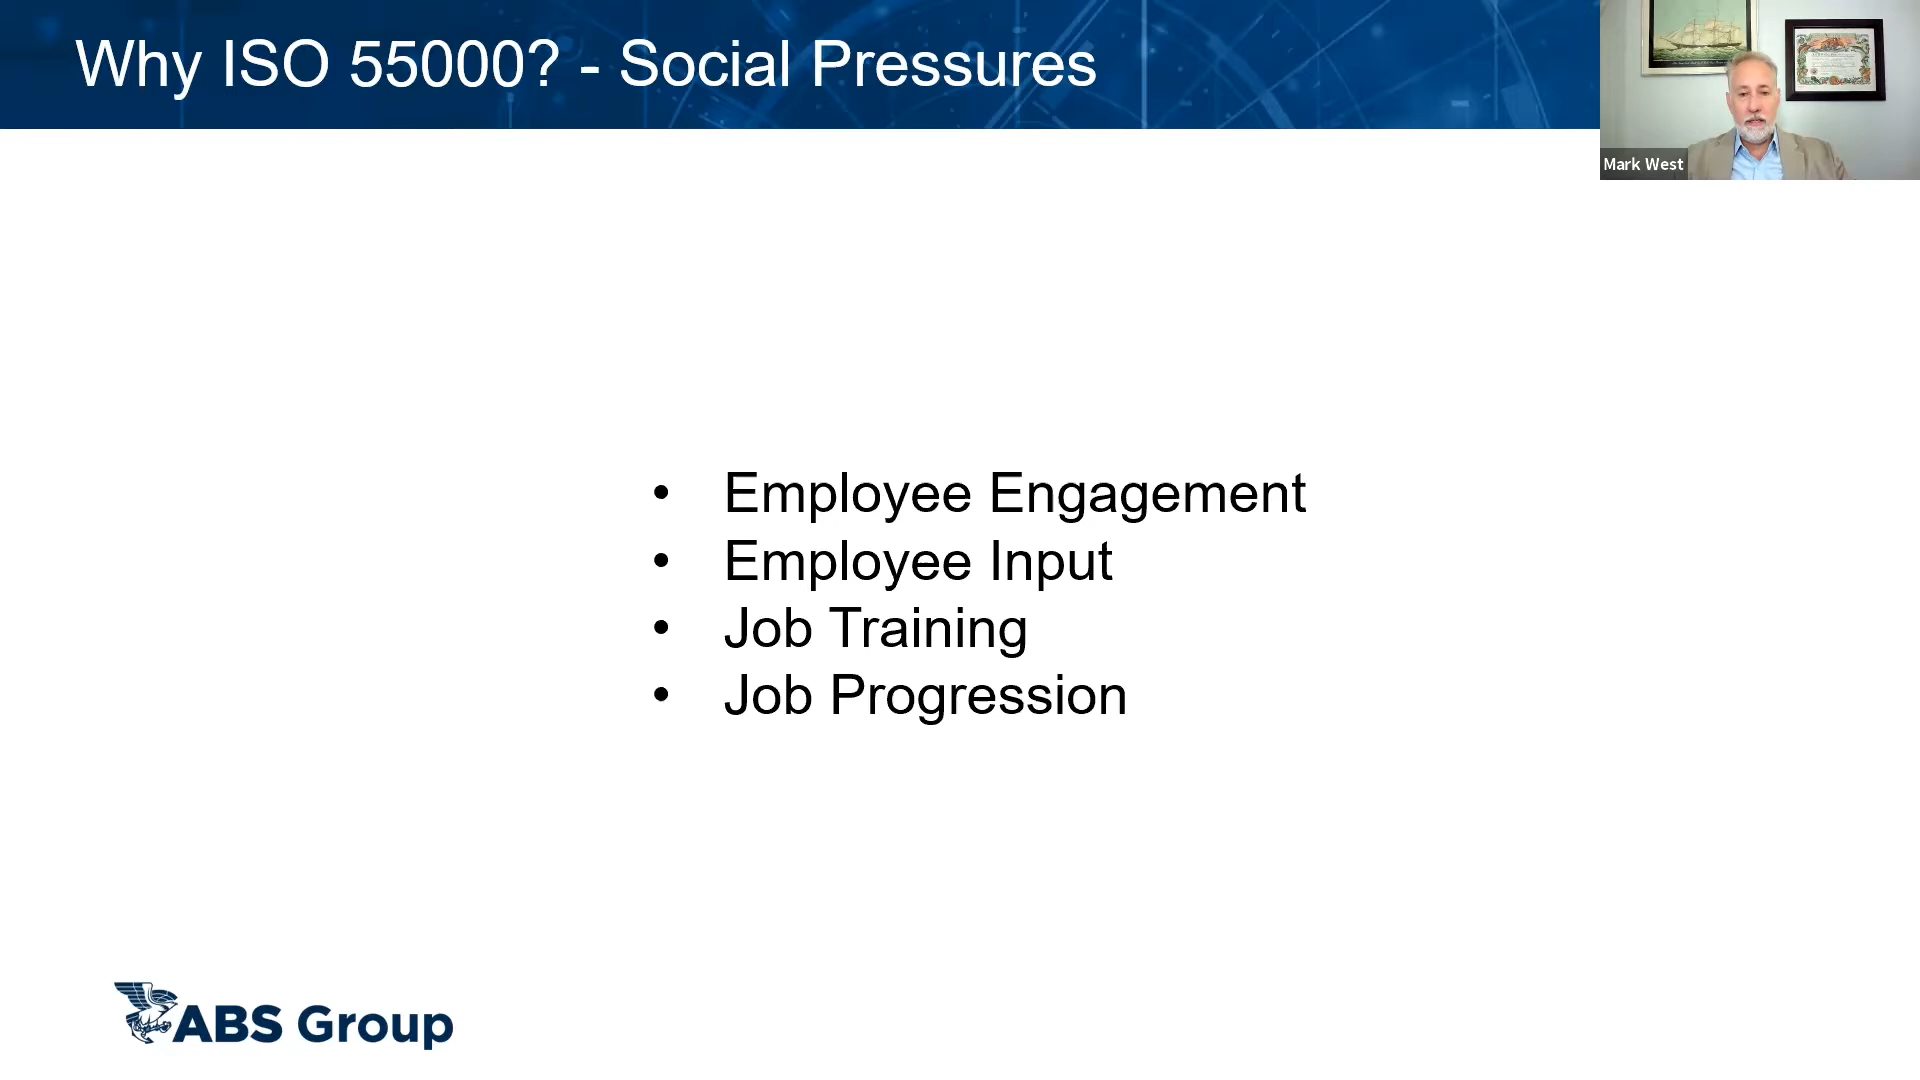 Why ISO 55000? - Social Pressures
Mark West
• Employee Engagement
• Employee Input
• Job Training
• Job Progression
ABS Group